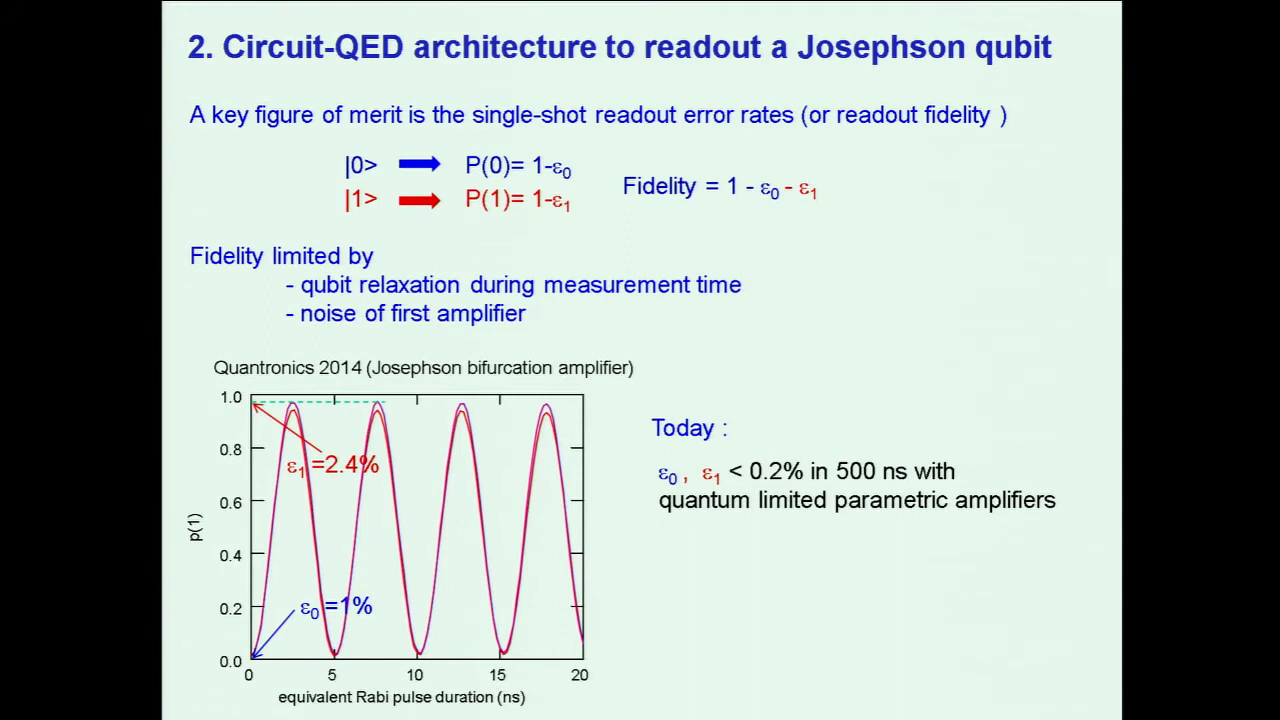 2. Circuit-QED architecture to readout a Josephson qubit
A key figure of merit is the single-shot readout error rates (or readout fidelity )
|0> P(0)= 1-ε0
|1> P(1)= 1-ε1
Fidelity = 1 - ε0 - ε1
Fidelity limited by
- qubit relaxation during measurement time
- noise of first amplifier
Quantronics 2014 (Josephson bifurcation amplifier)
1.0
0.8
0.6
0.4
0.2
0.0
p(1)
ε1 =2.4%
ε0 =1%
0 5 10 15 20
equivalent Rabi pulse duration (ns)
Today :
ε0 , ε1 < 0.2% in 500 ns with
quantum limited parametric amplifiers